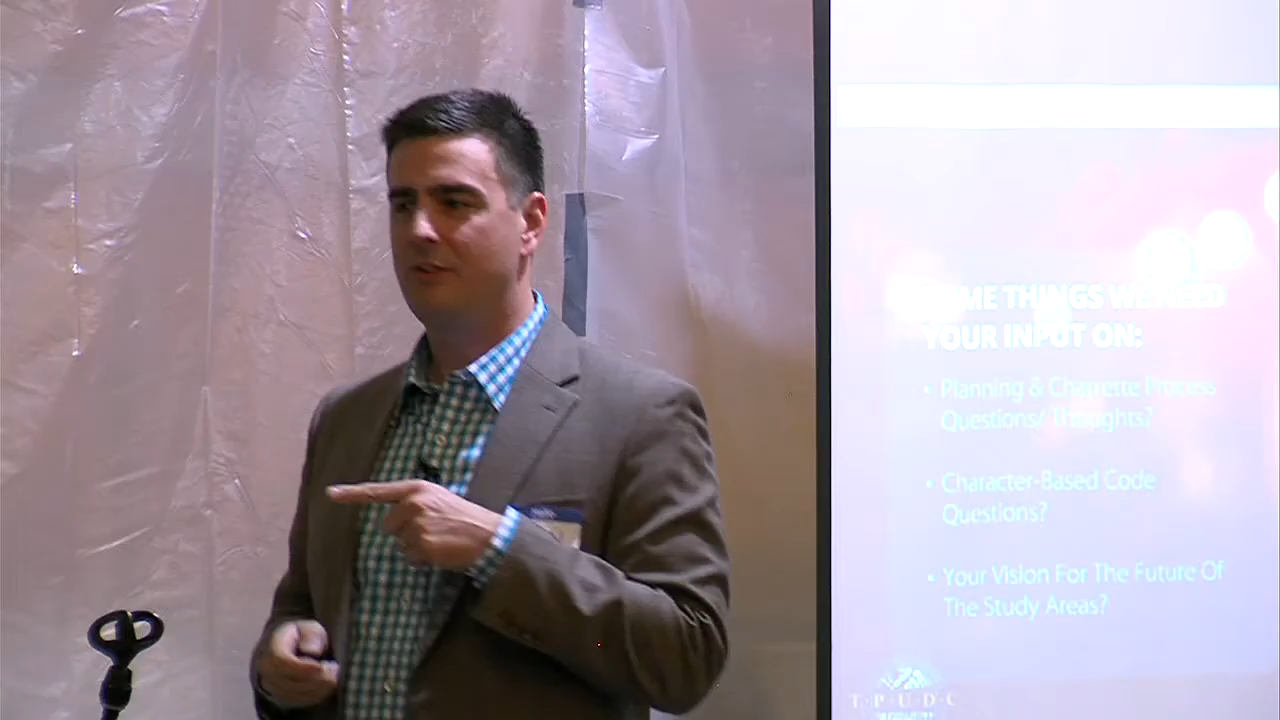 SOME THINGS WE NEED
YOUR INPUT ON:
• Planning & Charrette Process
Questions/ Thoughts?
• Character-Based Code
Questions?
• Your Vision For The Future Of
The Study Areas?
T·P·U·D·C